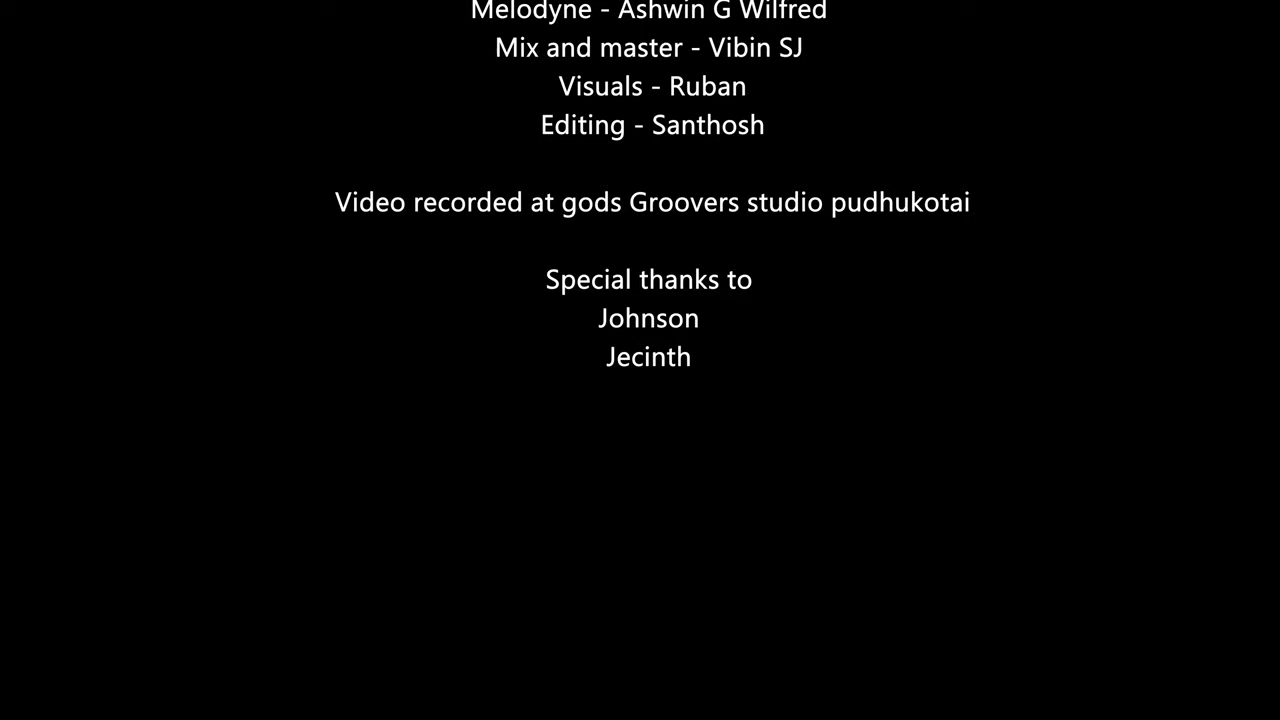 Melodyne - Ashwin G Wilfred
Mix and master - Vibin SJ
Visuals - Ruban
Editing - Santhosh
Video recorded at gods Groovers studio pudhukotai
Special thanks to
Johnson
Jecinth